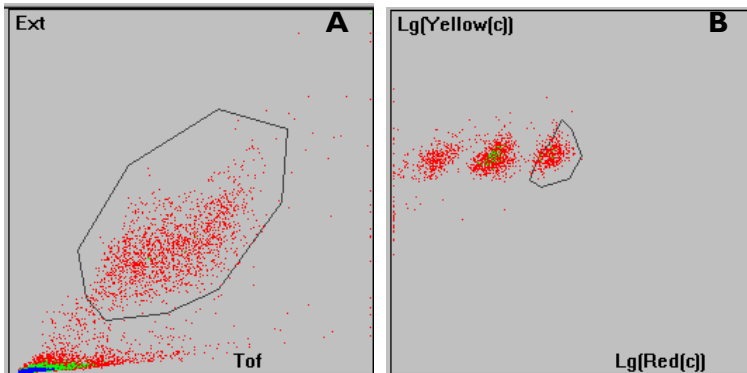 Ext
A
Tof
Lg(Yellow(c))
B
Lg(Red(c))